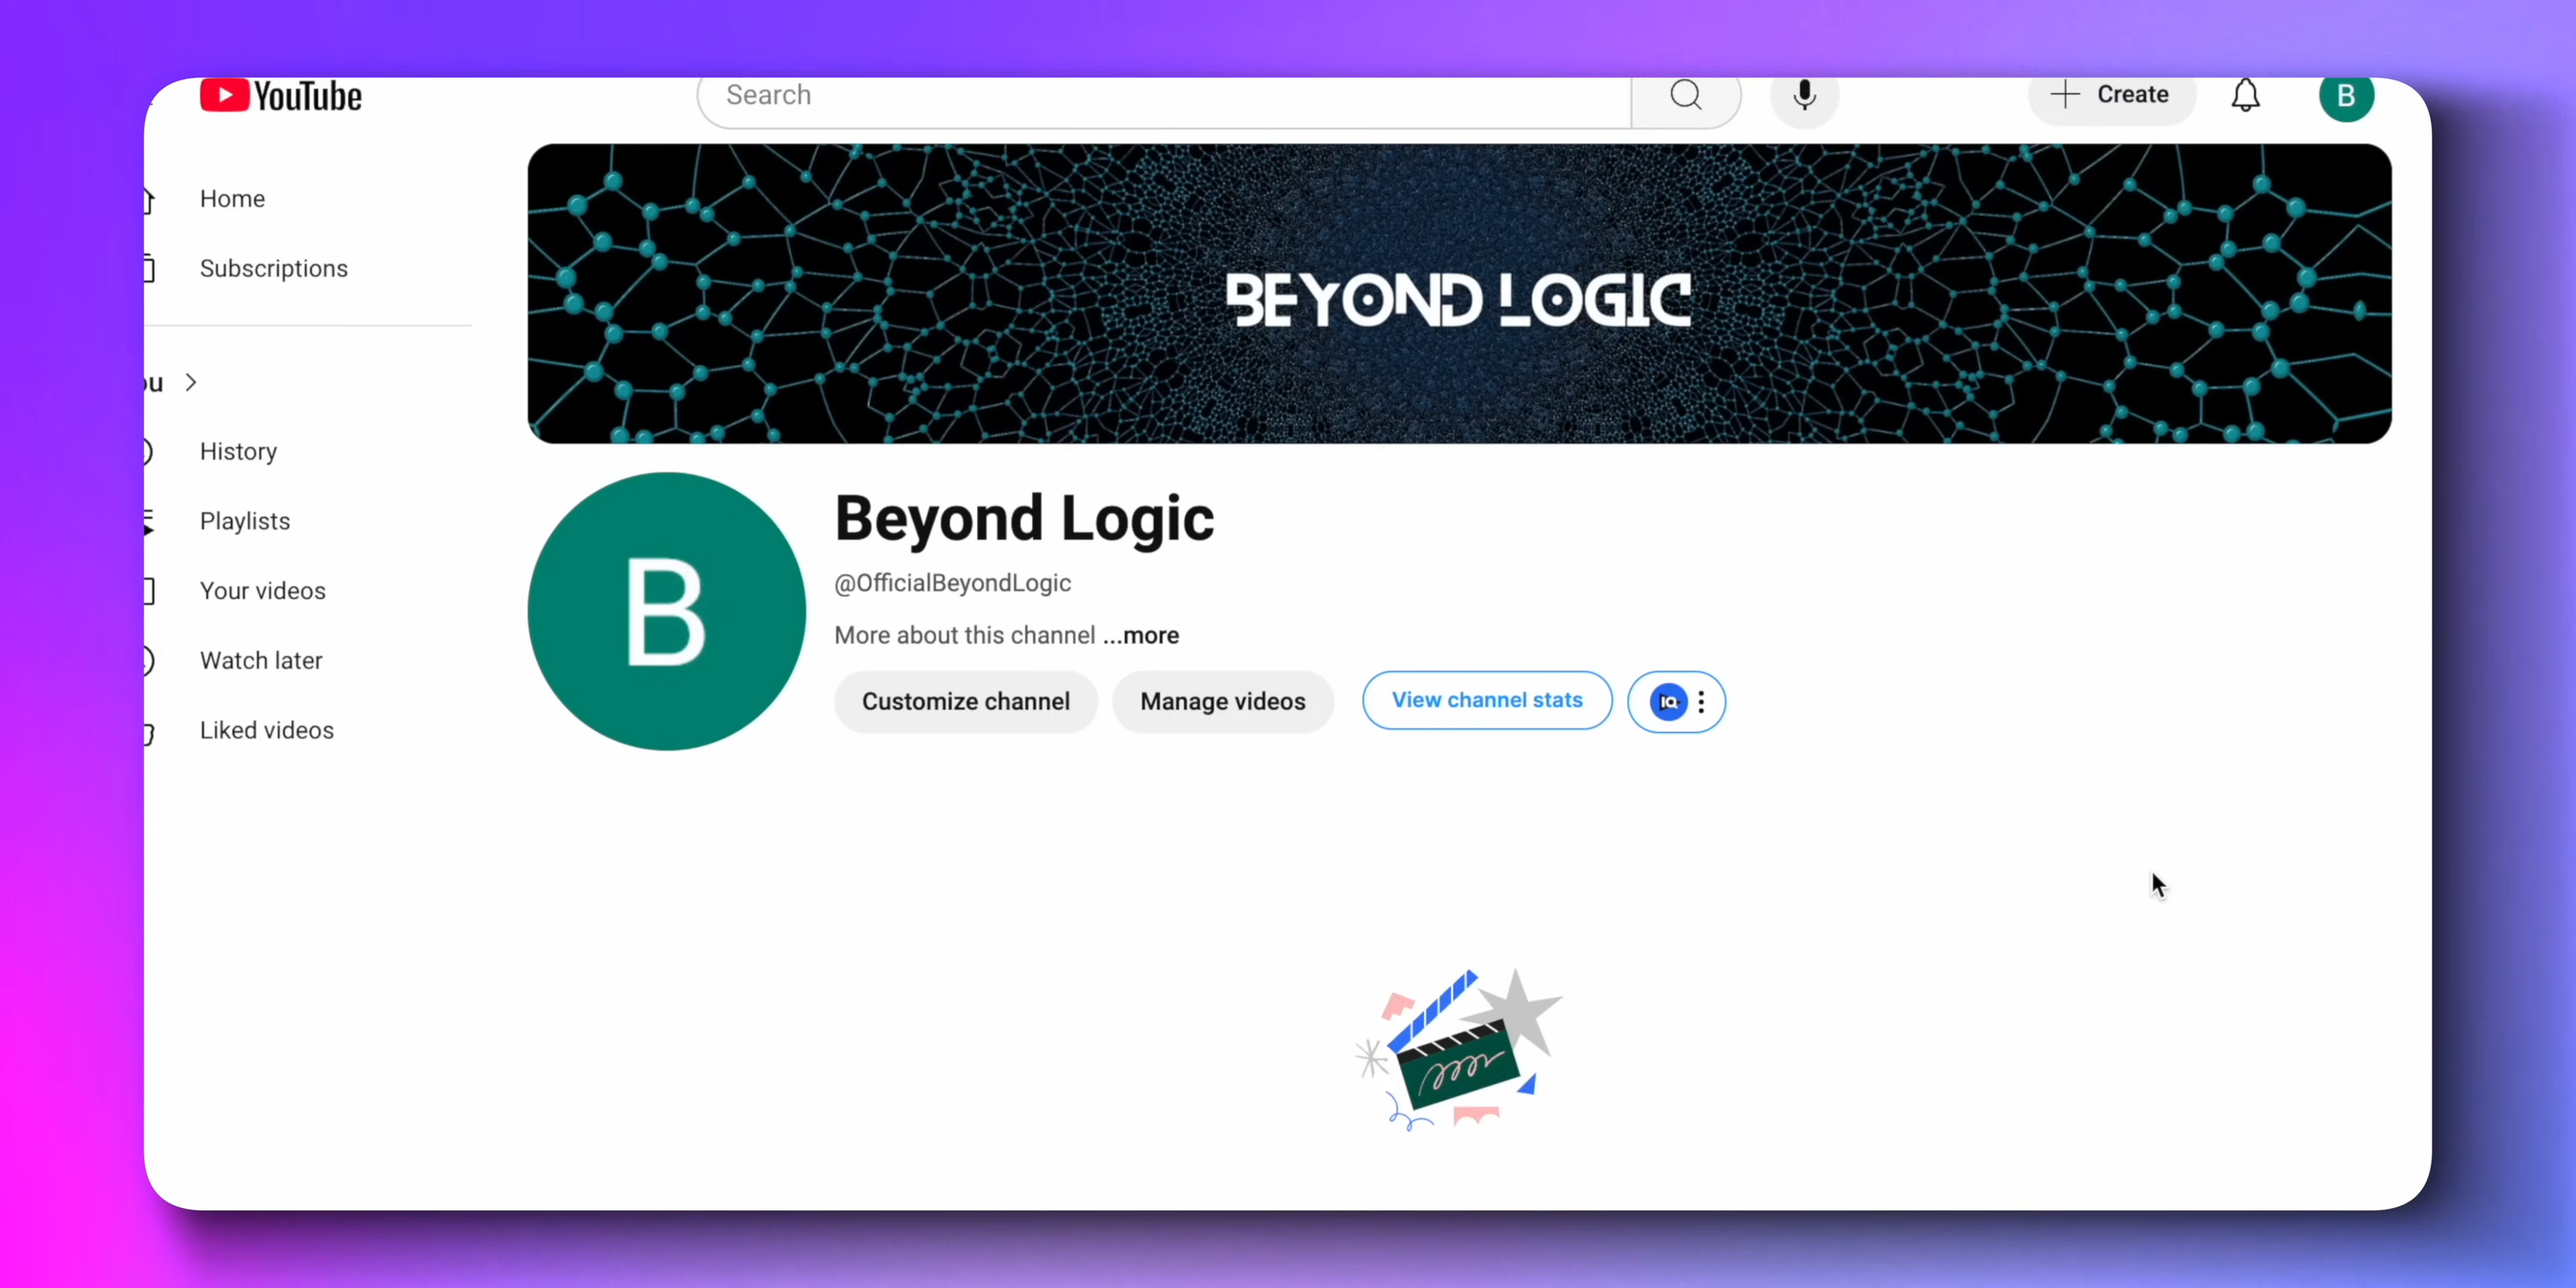 YouTube
Search
Create
B
Home
Subscriptions
BEYOND LOGIC
History
Playlists
Your videos
Watch later
Liked videos
B
Beyond Logic
@OfficialBeyondLogic
More about this channel ...more
Customize channel
Manage videos
View channel stats
IQ